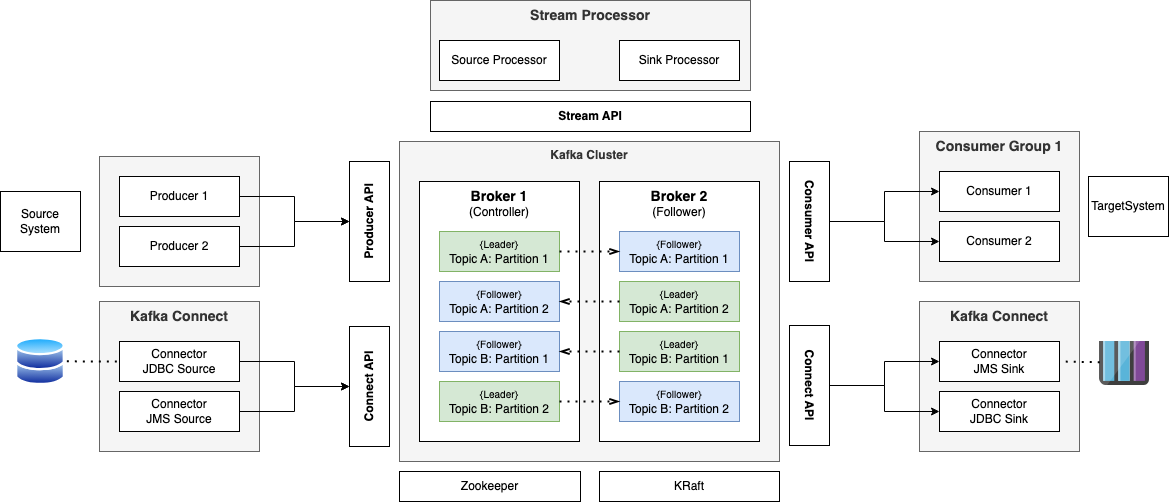 Stream Processor
Source Processor
Sink Processor
Stream API
Source
System
Producer 1
Producer 2
Producer API
Kafka Connect
Connector
JDBC Source
Connector
JMS Source
Connect API
Kafka Cluster
Broker 1
(Controller)
{Leader}
Topic A: Partition 1
{Follower}
Topic A: Partition 2
{Follower}
Topic B: Partition 1
{Leader}
Topic B: Partition 2
Broker 2
(Follower)
{Follower}
Topic A: Partition 1
{Leader}
Topic A: Partition 2
{Leader}
Topic B: Partition 1
{Follower}
Topic B: Partition 2
Zookeeper
KRaft
Consumer API
Consumer Group 1
Consumer 1
Consumer 2
TargetSystem
Connect API
Kafka Connect
Connector
JMS Sink
Connector
JDBC Sink